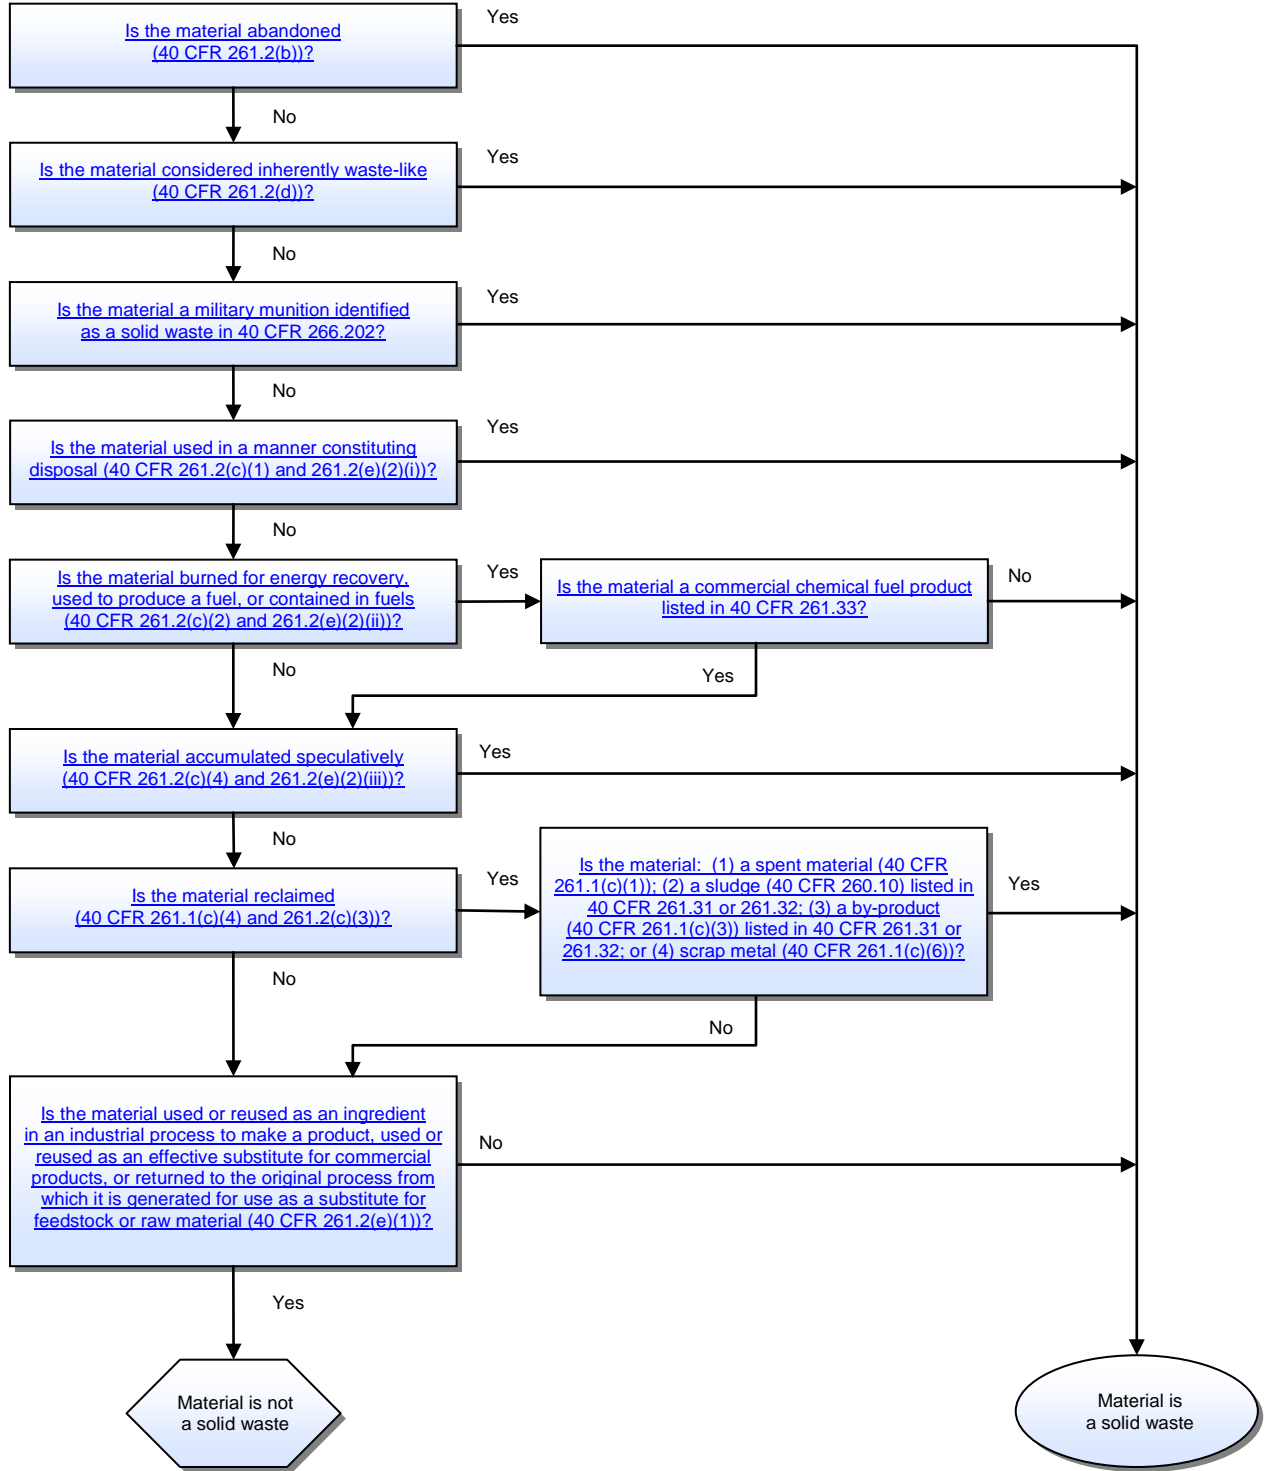 Is the material abandoned
(40 CFR 261.2(b))?
Yes
No
Is the material considered inherently waste-like
(40 CFR 261.2(d))?
Yes
No
Is the material a military munition identified
as a solid waste in 40 CFR 266.202?
Yes
No
Is the material used in a manner constituting
disposal (40 CFR 261.2(c)(1) and 261.2(e)(2)(i))?
Yes
No
Is the material burned for energy recovery,
used to produce a fuel, or contained in fuels
(40 CFR 261.2(c)(2) and 261.2(e)(2)(ii))?
Yes
Is the material a commercial chemical fuel product
listed in 40 CFR 261.33?
No
No
Yes
Is the material accumulated speculatively
(40 CFR 261.2(c)(4) and 261.2(e)(2)(iii))?
Yes
No
Is the material reclaimed
(40 CFR 261.1(c)(4) and 261.2(c)(3))?
Yes
Is the material:  (1) a spent material (40 CFR
261.1(c)(1)); (2) a sludge (40 CFR 260.10) listed in
40 CFR 261.31 or 261.32; (3) a by-product
(40 CFR 261.1(c)(3)) listed in 40 CFR 261.31 or
261.32; or (4) scrap metal (40 CFR 261.1(c)(6))?
Yes
No
No
Is the material used or reused as an ingredient
in an industrial process to make a product, used or
reused as an effective substitute for commercial
products, or returned to the original process from
which it is generated for use as a substitute for
feedstock or raw material (40 CFR 261.2(e)(1))?
No
Yes
Material is not
a solid waste
Material is
a solid waste